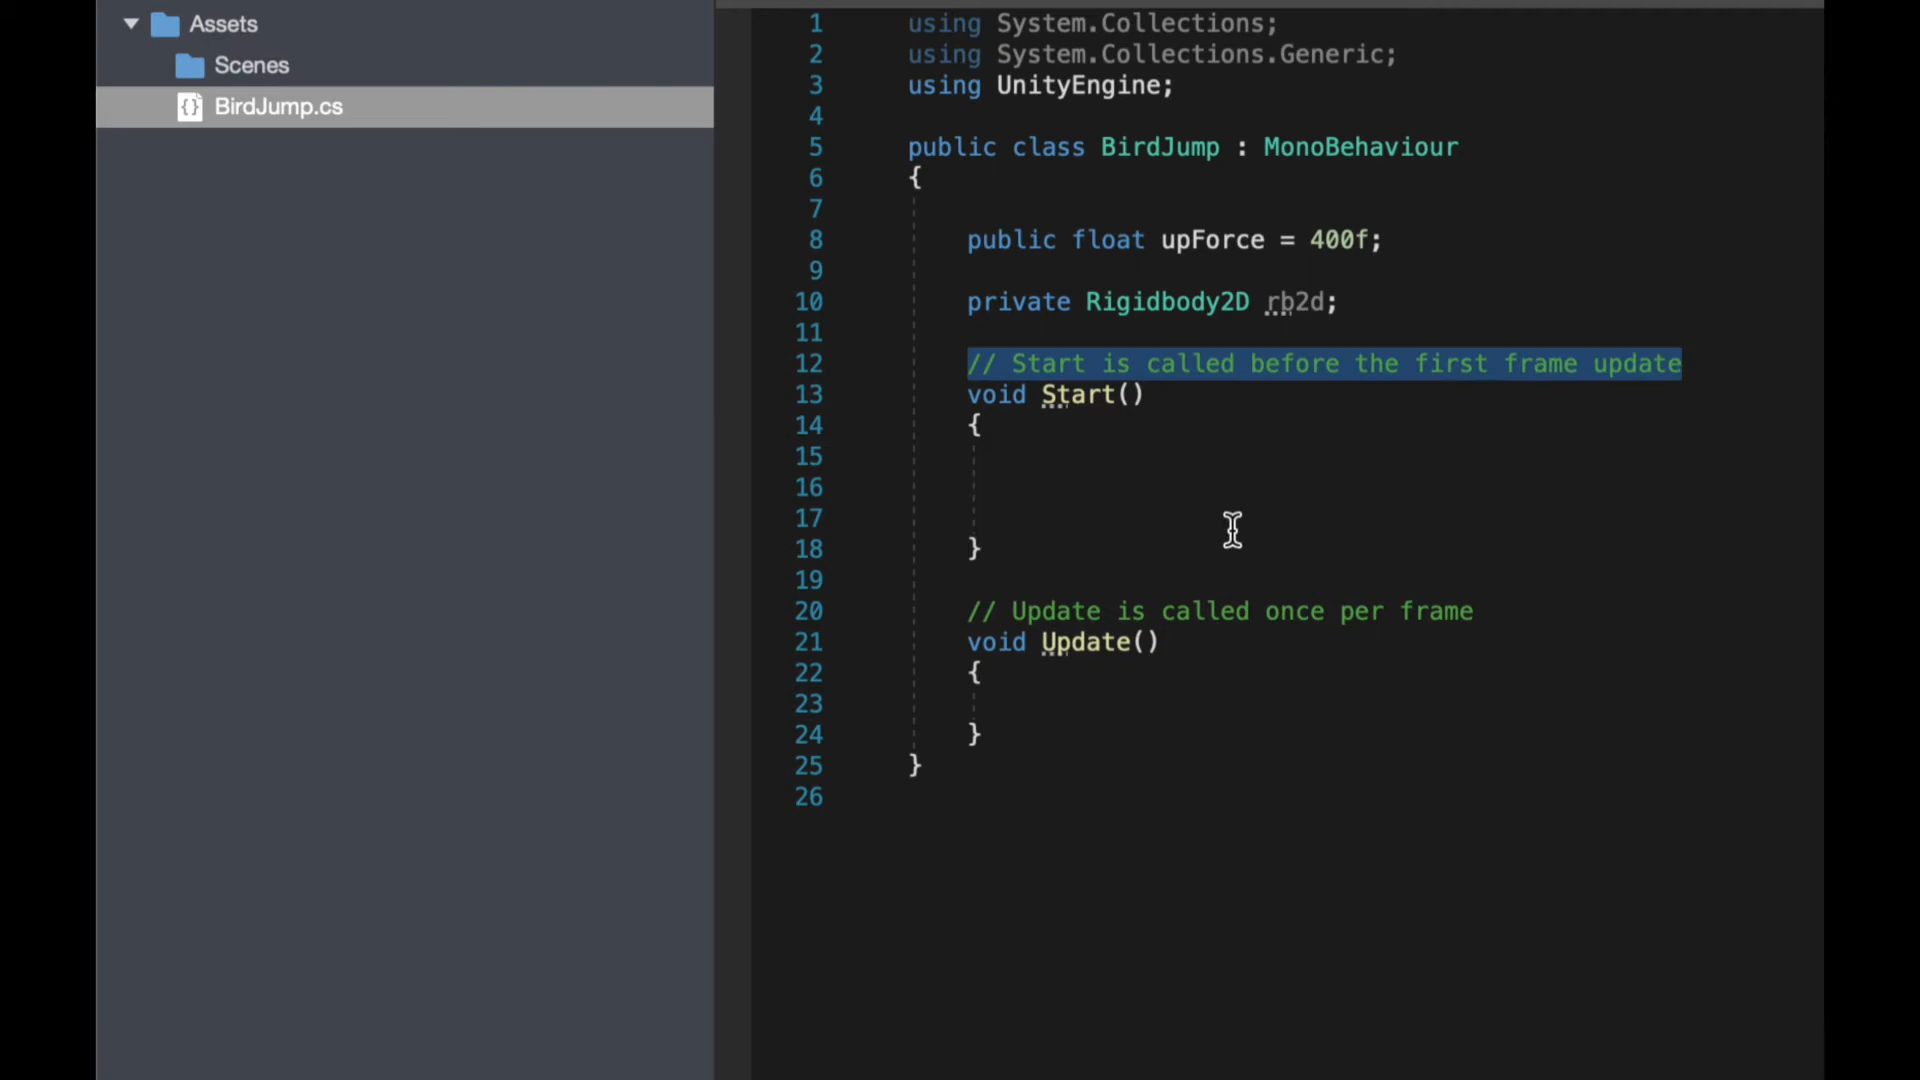 Assets
Scenes
BirdJump.cs
1 using System.Collections;
2 using System.Collections.Generic;
3 using UnityEngine;
4
5 public class BirdJump : MonoBehaviour
6 {
7
8 public float upForce = 400f;
9
10 private Rigidbody2D rb2d;
11
12 // Start is called before the first frame update
13 void Start()
14 {
15
16
17
18 }
19
20 // Update is called once per frame
21 void Update()
22 {
23
24 }
25 }
26